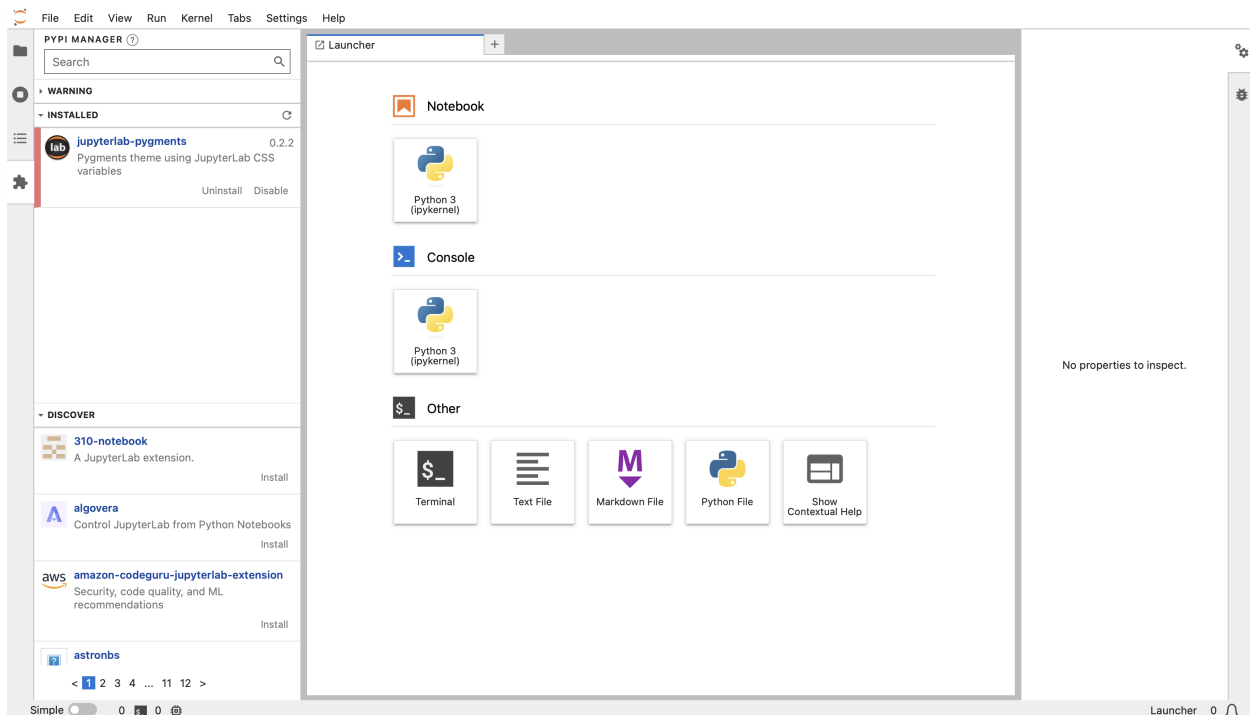 File Edit View Run Kernel Tabs Settings Help
PYPI MANAGER ?
Search
WARNING
INSTALLED
lab
jupyterlab-pygments 0.2.2
Pygments theme using JupyterLab CSS
variables
Uninstall Disable
DISCOVER
310-notebook
A JupyterLab extension.
Install
algovera
Control JupyterLab from Python Notebooks
Install
aws
amazon-codeguru-jupyterlab-extension
Security, code quality, and ML
recommendations
Install
?
astronbs
< 1 2 3 4 ... 11 12 >
Launcher +
Notebook
Python 3
(ipykernel)
>_ Console
Python 3
(ipykernel)
$_ Other
$_
Terminal
Text File
M
Markdown File
Python File
Show
Contextual Help
No properties to inspect.
Simple 0 $_ 0
Launcher 0